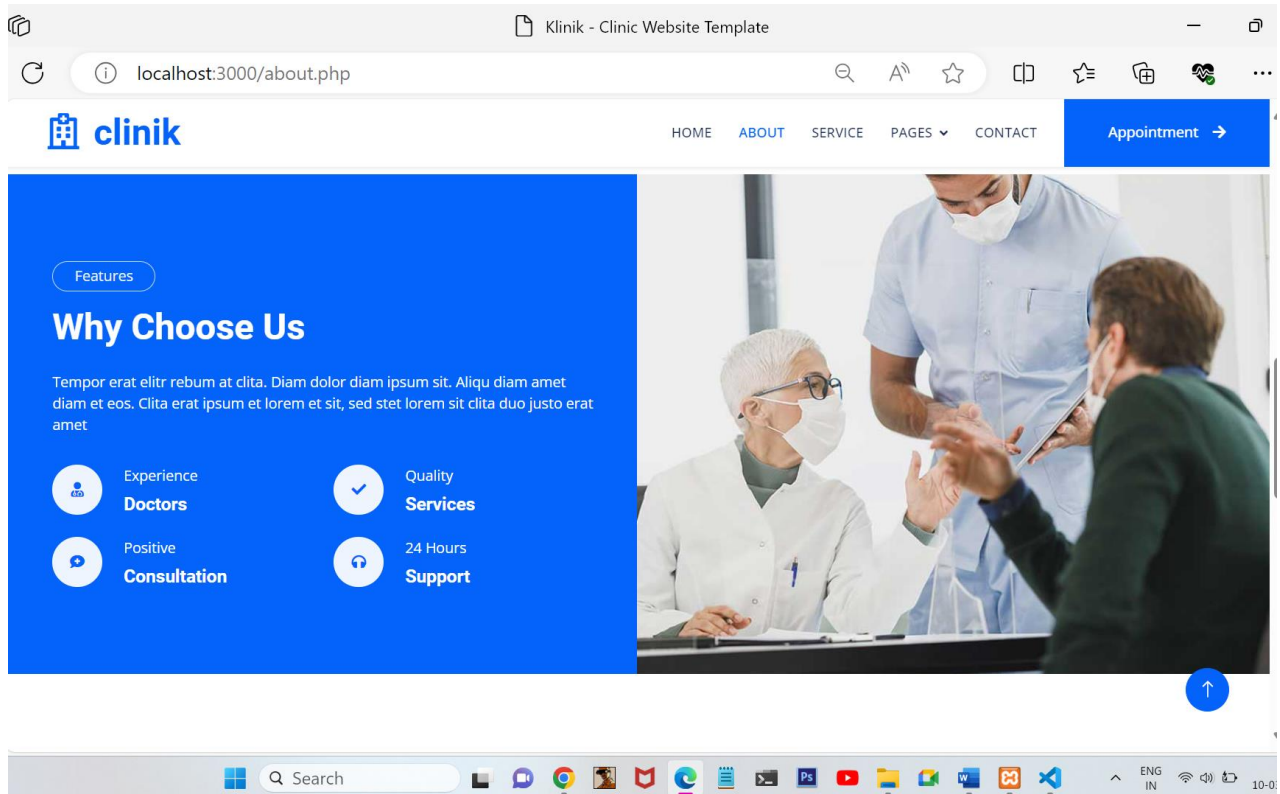 Klinik - Clinic Website Template
localhost:3000/about.php
clinik
HOME ABOUT SERVICE PAGES CONTACT Appointment
Features
Why Choose Us
Tempor erat elitr rebum at clita. Diam dolor diam ipsum sit. Aliqu diam amet
diam et eos. Clita erat ipsum et lorem et sit, sed stet lorem sit clita duo justo erat
amet
Experience
Doctors
Quality
Services
Positive
Consultation
24 Hours
Support
Search
Ps
W
ENG
IN
10-0